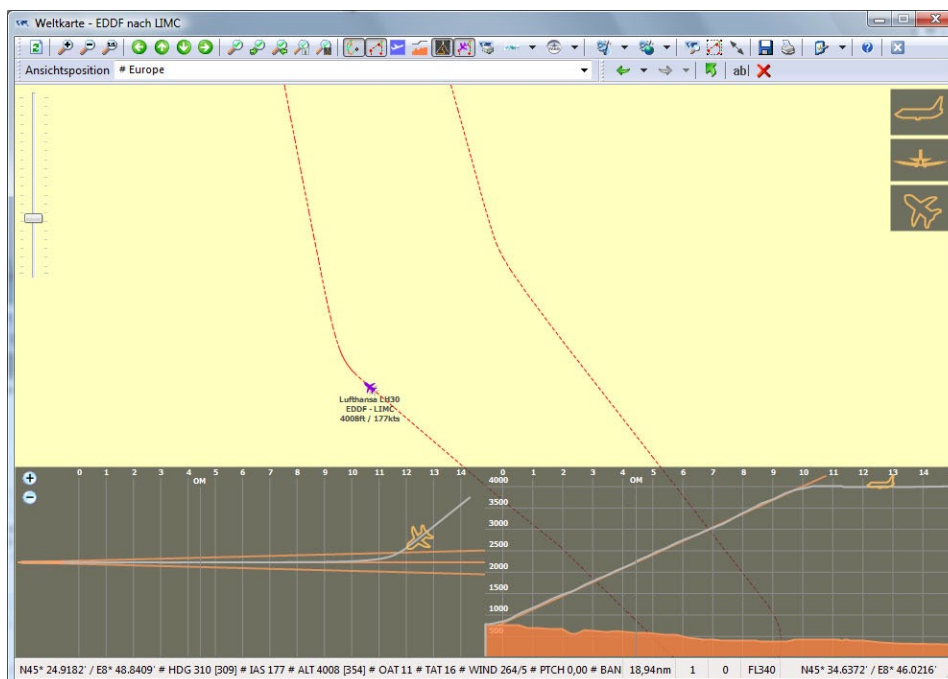 Weltkarte - EDDF nach LIMC
Ansichtsposition # Europe
ab|
Lufthansa LH30
EDDF - LIMC
4008ft / 177kts
0 1 2 3 4 5 6 7 8 9 10 11 12 13 14
OM
0 1 2 3 4 5 6 7 8 9 10 11 12 13 14
OM
4000
3500
3000
2500
2000
1500
1000
500
N45* 24.9182' / E8* 48.8409' # HDG 310 [309] # IAS 177 # ALT 4008 [354] # OAT 11 # TAT 16 # WIND 264/5 # PTCH 0,00 # BAN 18,94nm 1 0 FL340 N45* 34.6372' / E8* 46.0216'